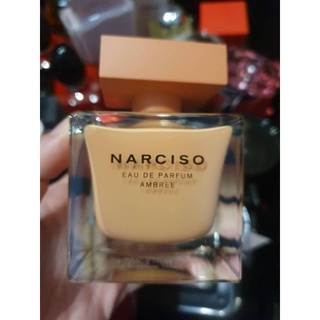 NARCISO
EAU DE PARFUM
AMBRÉE